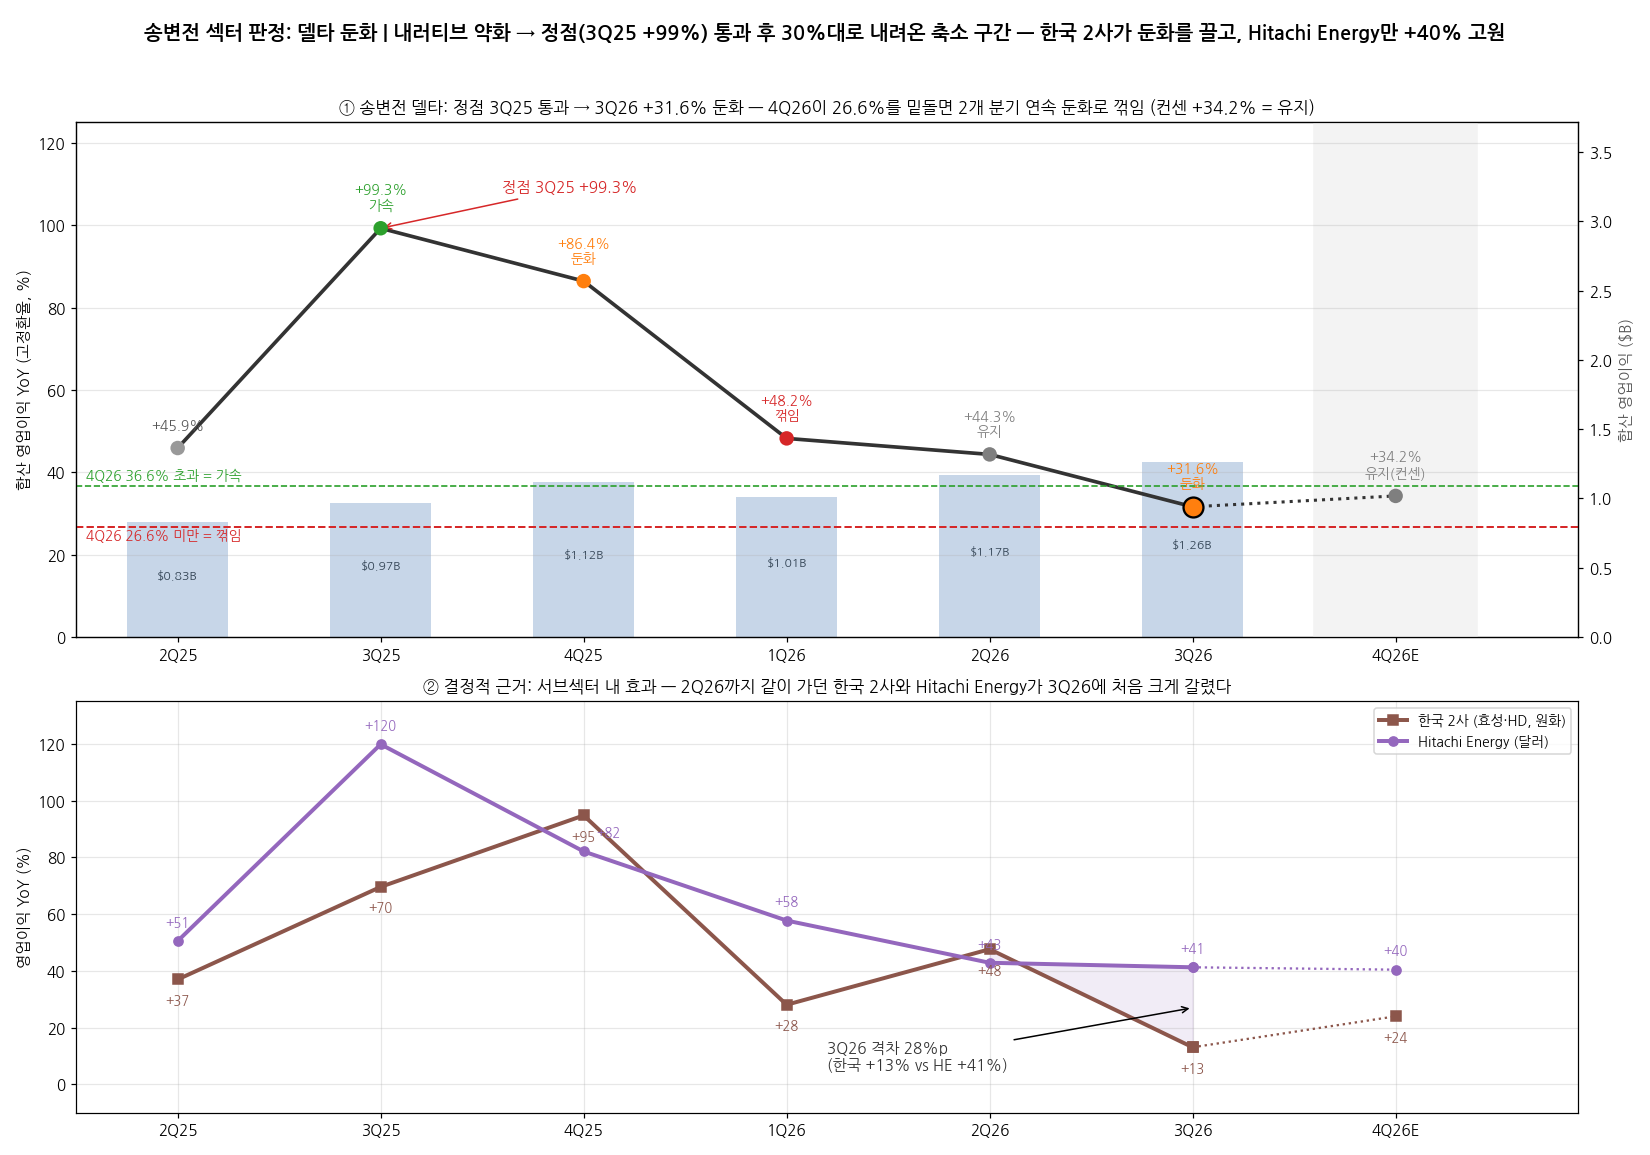 송변전 섹터 판정: 델타 둔화 | 내러티브 약화 → 정점(3Q25 +99%) 통과 후 30%대로 내려온 축소 구간 — 한국 2사가 둔화를 끌고, Hitachi Energy만 +40% 고원
① 송변전 델타: 정점 3Q25 통과 → 3Q26 +31.6% 둔화 — 4Q26이 26.6%를 밑돌면 2개 분기 연속 둔화로 꺾임 (컨센 +34.2% = 유지)
합산 영업이익 YoY (고정환율, %)
120
100
80
60
40
20
0
합산 영업이익 ($B)
3.5
3.0
2.5
2.0
1.5
1.0
0.5
0.0
+45.9%
+99.3%
가속
정점 3Q25 +99.3%
+86.4%
둔화
+48.2%
꺾임
+44.3%
유지
+31.6%
둔화
+34.2%
유지(컨센)
4Q26 36.6% 초과 = 가속
4Q26 26.6% 미만 = 꺾임
$0.83B
$0.97B
$1.12B
$1.01B
$1.17B
$1.26B
2Q25
3Q25
4Q25
1Q26
2Q26
3Q26
4Q26E
② 결정적 근거: 서브섹터 내 효과 — 2Q26까지 같이 가던 한국 2사와 Hitachi Energy가 3Q26에 처음 크게 갈렸다
영업이익 YoY (%)
120
100
80
60
40
20
0
한국 2사 (효성·HD, 원화)
Hitachi Energy (달러)
+51
+120
+82
+58
+43
+41
+40
+37
+70
+95
+28
+48
+13
+24
3Q26 격차 28%p
(한국 +13% vs HE +41%)
2Q25
3Q25
4Q25
1Q26
2Q26
3Q26
4Q26E